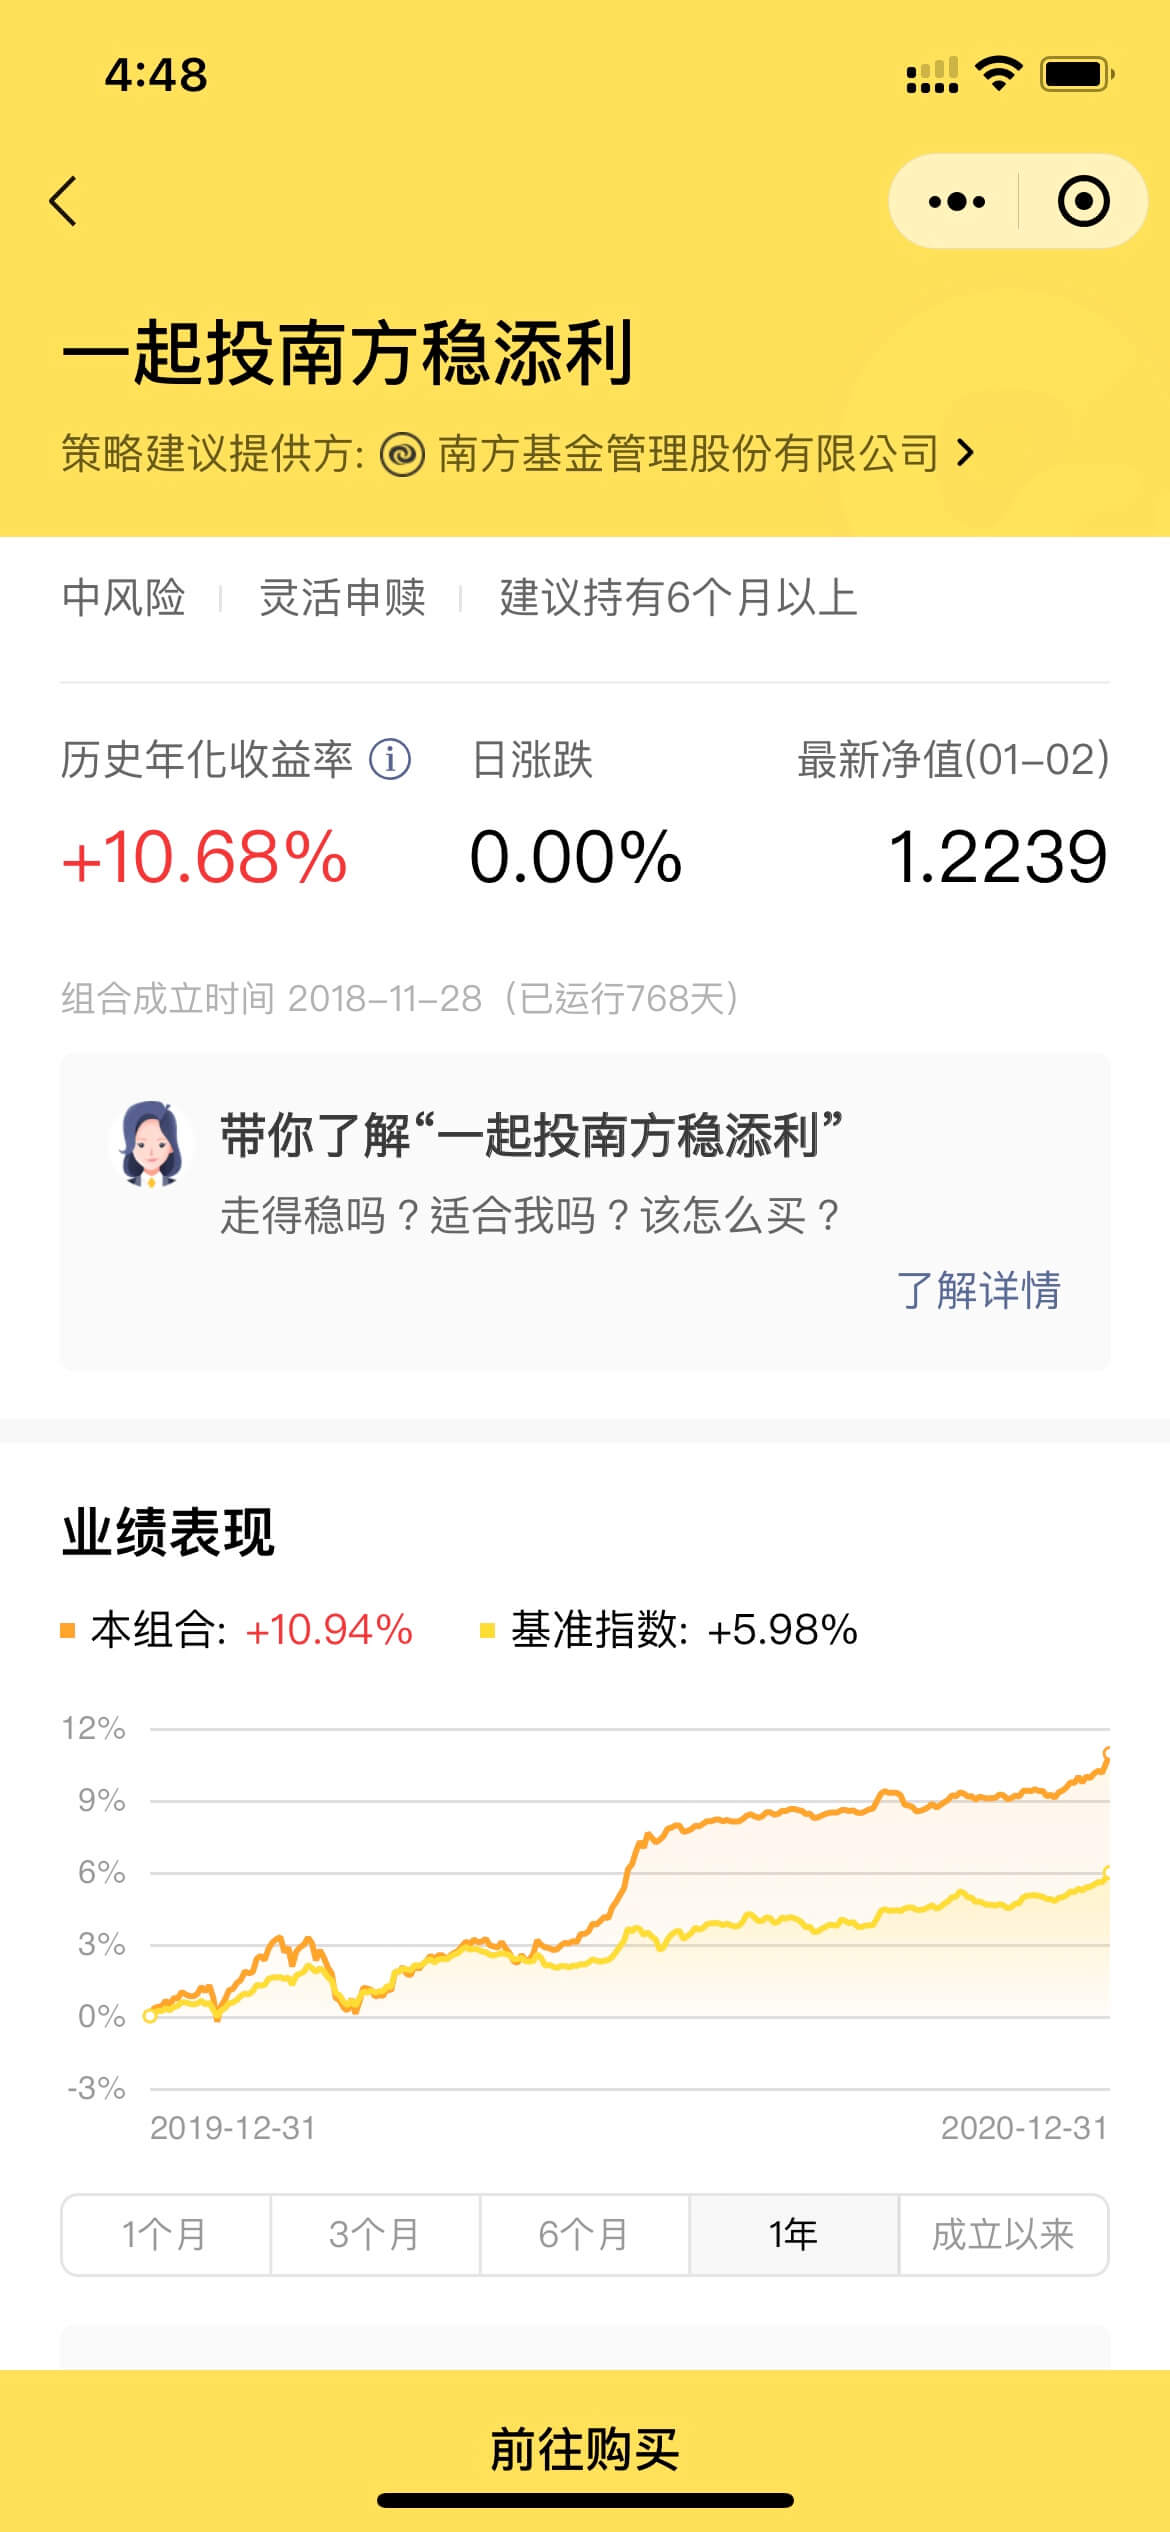 4:48
一起投南方稳添利
策略建议提供方: 南方基金管理股份有限公司
中风险 灵活申赎 建议持有6个月以上
历史年化收益率 日涨跌 最新净值(01-02)
+10.68% 0.00% 1.2239
组合成立时间 2018-11-28（已运行768天）
带你了解“一起投南方稳添利”
走得稳吗？适合我吗？该怎么买？
了解详情
业绩表现
本组合: +10.94% 基准指数: +5.98%
12%
9%
6%
3%
0%
-3%
2019-12-31 2020-12-31
1个月 3个月 6个月 1年 成立以来
前往购买